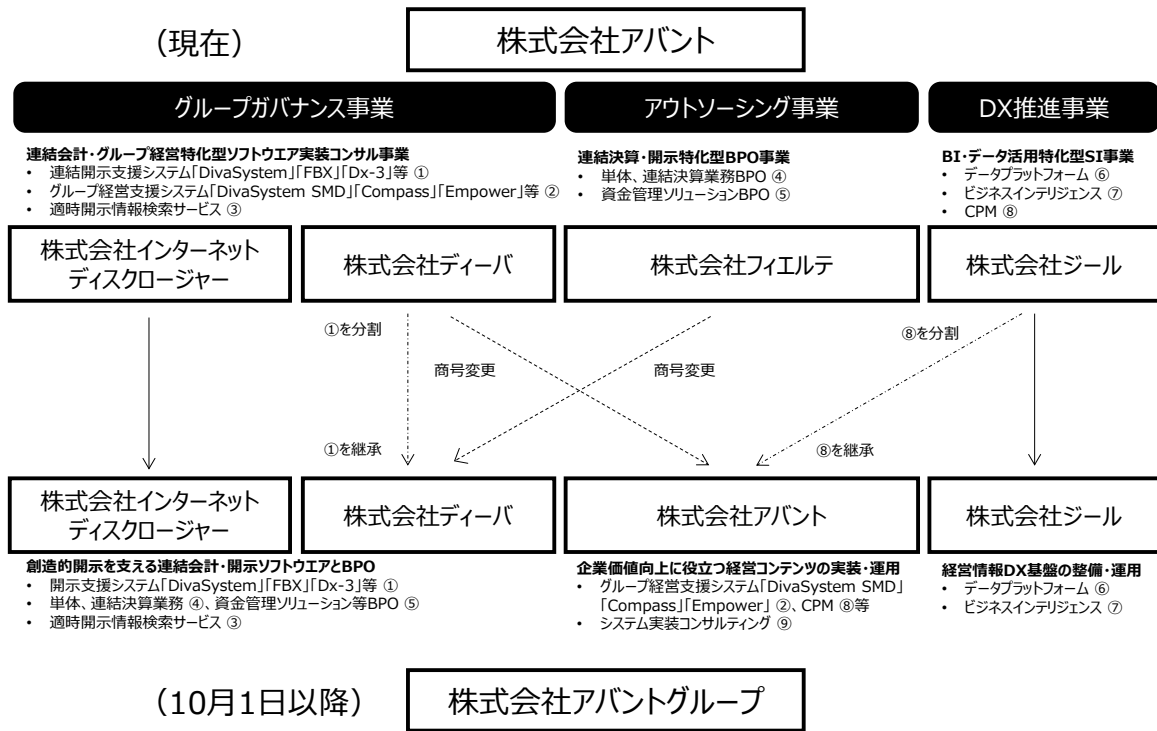 （現在）
株式会社アバント
グループガバナンス事業
アウトソーシング事業
DX推進事業
連結会計・グループ経営特化型ソフトウエア実装コンサル事業
• 連結開示支援システム「DivaSystem」「FBX」「Dx-3」等 ①
• グループ経営支援システム「DivaSystem SMD」「Compass」「Empower」等 ②
• 適時開示情報検索サービス ③
連結決算・開示特化型BPO事業
• 単体、連結決算業務BPO ④
• 資金管理ソリューションBPO ⑤
BI・データ活用特化型SI事業
• データプラットフォーム ⑥
• ビジネスインテリジェンス ⑦
• CPM ⑧
株式会社インターネット
ディスクロージャー
株式会社ディーバ
株式会社フィエルテ
株式会社ジール
①を分割
⑧を分割
商号変更
商号変更
①を継承
⑧を継承
株式会社インターネット
ディスクロージャー
株式会社ディーバ
株式会社アバント
株式会社ジール
創造的開示を支える連結会計・開示ソフトウエアとBPO
• 開示支援システム「DivaSystem」「FBX」「Dx-3」等 ①
• 単体、連結決算業務 ④、資金管理ソリューション等BPO ⑤
• 適時開示情報検索サービス ③
企業価値向上に役立つ経営コンテンツの実装・運用
• グループ経営支援システム「DivaSystem SMD」
「Compass」「Empower」 ②、CPM ⑧等
• システム実装コンサルティング ⑨
経営情報DX基盤の整備・運用
• データプラットフォーム ⑥
• ビジネスインテリジェンス ⑦
（10月1日以降）
株式会社アバントグループ